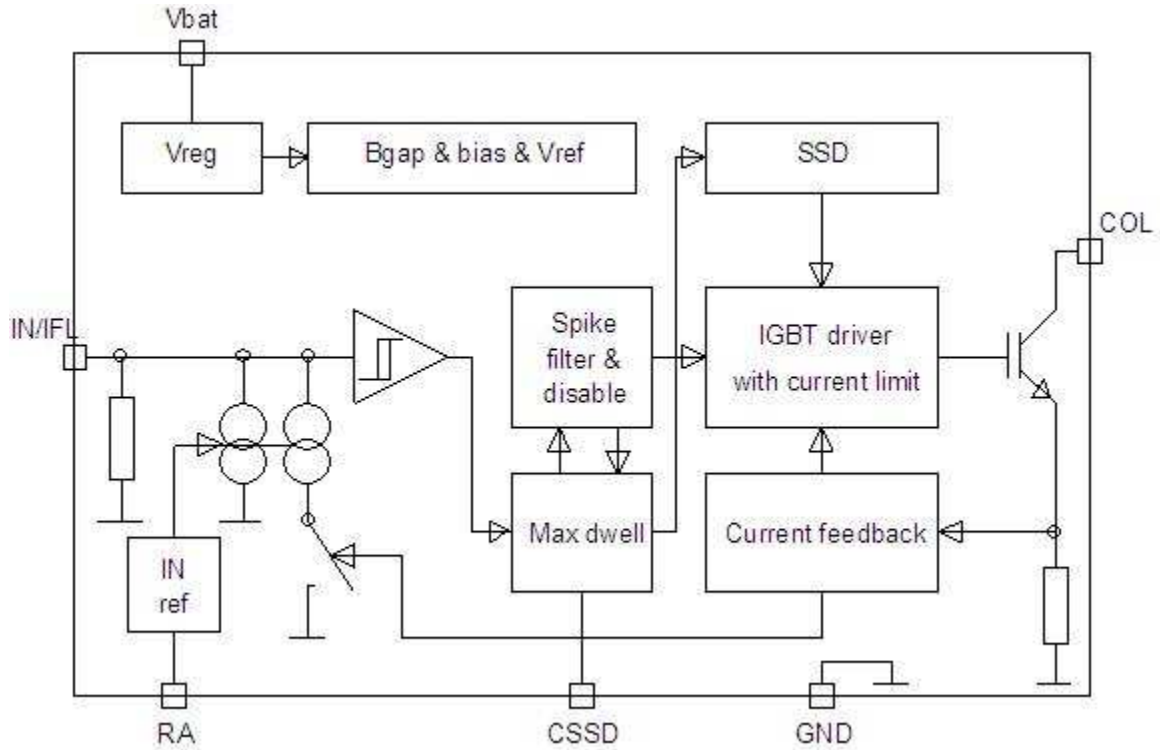 Vbat
Vreg
Bgap & bias & Vref
SSD
COL
IN/IFL
Spike
filter &
disable
IGBT driver
with current limit
Max dwell
Current feedback
IN
ref
RA
CSSD
GND